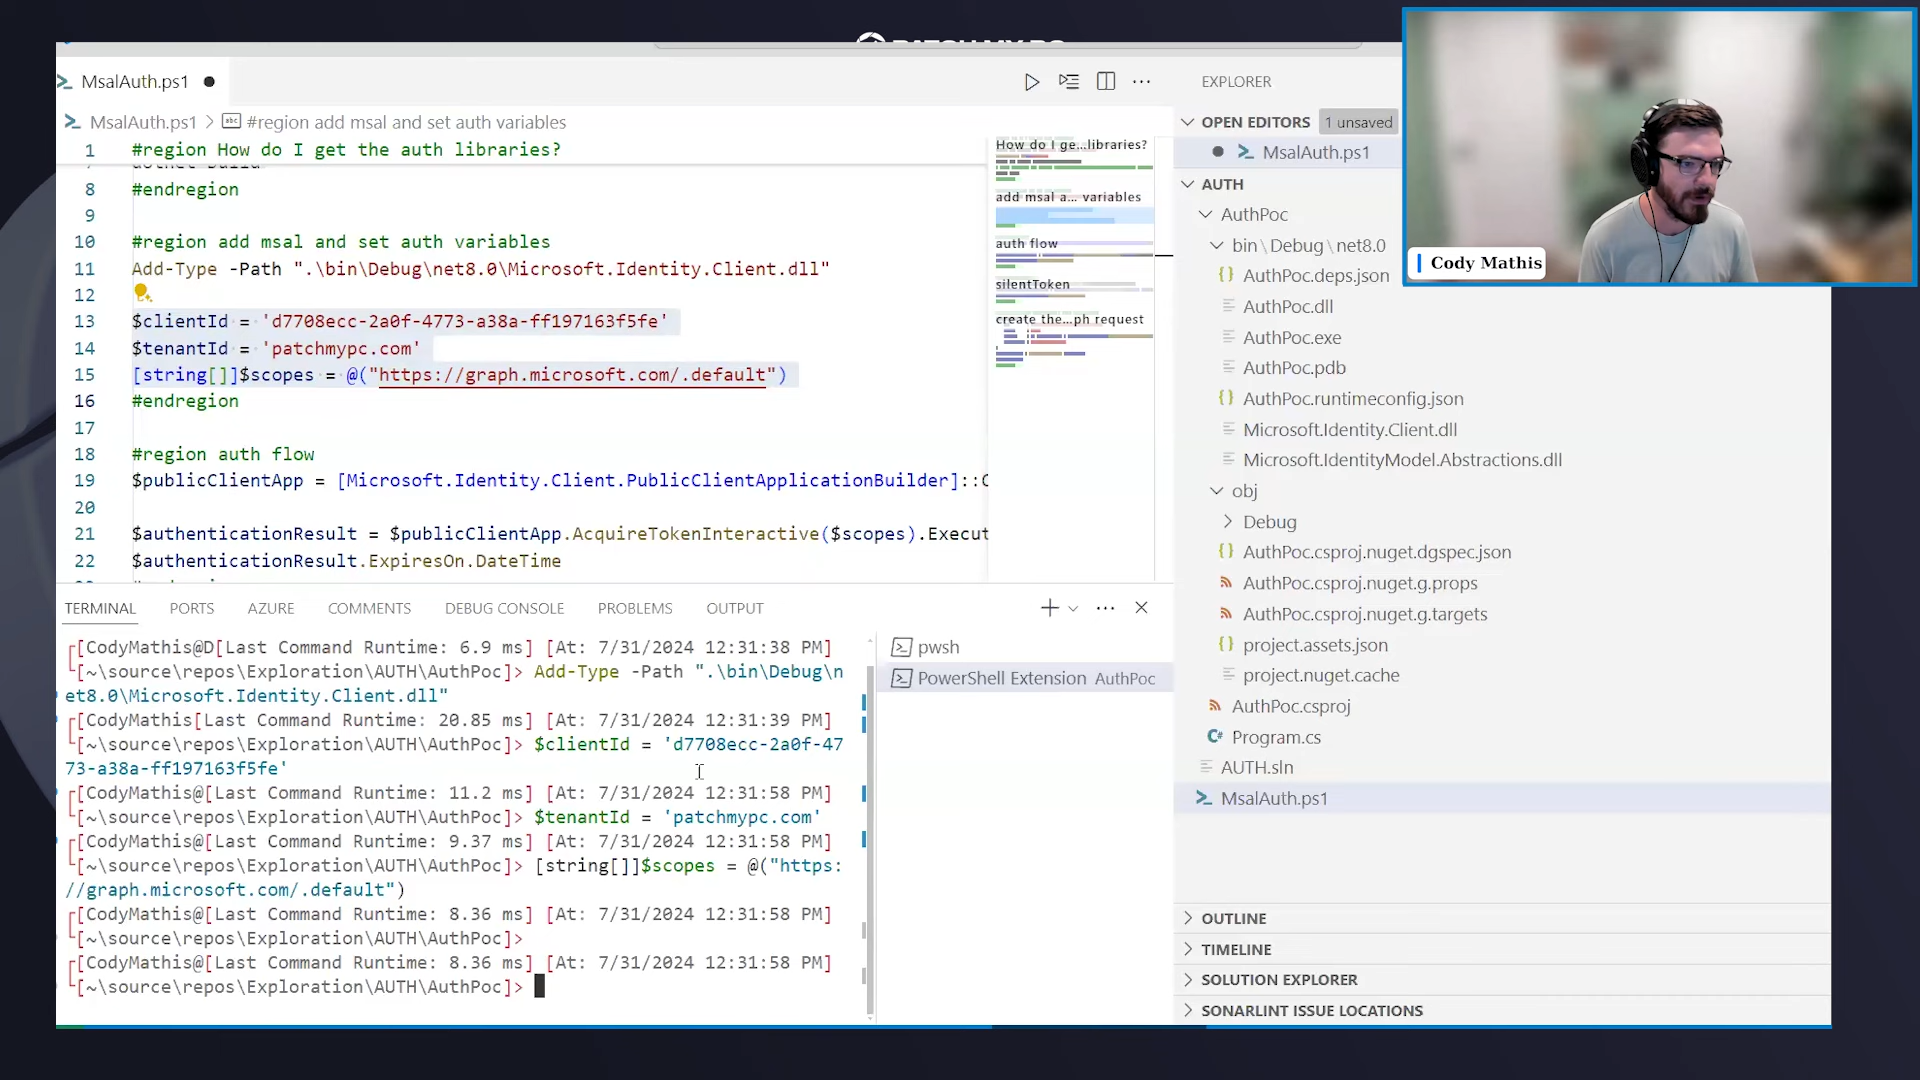 PATCH MY PC
MsalAuth.ps1
EXPLORER
MsalAuth.ps1 > #region add msal and set auth variables
OPEN EDITORS 1 unsaved
MsalAuth.ps1
1 #region How do I get the auth libraries?
8 #endregion
9
10 #region add msal and set auth variables
11 Add-Type -Path ".\bin\Debug\net8.0\Microsoft.Identity.Client.dll"
12
13 $clientId = 'd7708ecc-2a0f-4773-a38a-ff197163f5fe'
14 $tenantId = 'patchmypc.com'
15 [string[]]$scopes = @("https://graph.microsoft.com/.default")
16 #endregion
17
18 #region auth flow
19 $publicClientApp = [Microsoft.Identity.Client.PublicClientApplicationBuilder]::C
20
21 $authenticationResult = $publicClientApp.AcquireTokenInteractive($scopes).Execut
22 $authenticationResult.ExpiresOn.DateTime
How do I ge...libraries?
add msal a... variables
auth flow
silentToken
create the...ph request
AUTH
AuthPoc
bin\Debug\net8.0
AuthPoc.deps.json
AuthPoc.dll
AuthPoc.exe
AuthPoc.pdb
AuthPoc.runtimeconfig.json
Microsoft.Identity.Client.dll
Microsoft.IdentityModel.Abstractions.dll
obj
Debug
AuthPoc.csproj.nuget.dgspec.json
AuthPoc.csproj.nuget.g.props
AuthPoc.csproj.nuget.g.targets
project.assets.json
project.nuget.cache
AuthPoc.csproj
Program.cs
AUTH.sln
MsalAuth.ps1
OUTLINE
TIMELINE
SOLUTION EXPLORER
SONARLINT ISSUE LOCATIONS
Cody Mathis
TERMINAL PORTS AZURE COMMENTS DEBUG CONSOLE PROBLEMS OUTPUT
[CodyMathis@D[Last Command Runtime: 6.9 ms] [At: 7/31/2024 12:31:38 PM]
[~\source\repos\Exploration\AUTH\AuthPoc]> Add-Type -Path ".\bin\Debug\n
et8.0\Microsoft.Identity.Client.dll"
[CodyMathis[Last Command Runtime: 20.85 ms] [At: 7/31/2024 12:31:39 PM]
[~\source\repos\Exploration\AUTH\AuthPoc]> $clientId = 'd7708ecc-2a0f-47
73-a38a-ff197163f5fe'
[CodyMathis@[Last Command Runtime: 11.2 ms] [At: 7/31/2024 12:31:58 PM]
[~\source\repos\Exploration\AUTH\AuthPoc]> $tenantId = 'patchmypc.com'
[CodyMathis@[Last Command Runtime: 9.37 ms] [At: 7/31/2024 12:31:58 PM]
[~\source\repos\Exploration\AUTH\AuthPoc]> [string[]]$scopes = @("https:
//graph.microsoft.com/.default")
[CodyMathis@[Last Command Runtime: 8.36 ms] [At: 7/31/2024 12:31:58 PM]
[~\source\repos\Exploration\AUTH\AuthPoc]>
[CodyMathis@[Last Command Runtime: 8.36 ms] [At: 7/31/2024 12:31:58 PM]
[~\source\repos\Exploration\AUTH\AuthPoc]>
pwsh
PowerShell Extension AuthPoc